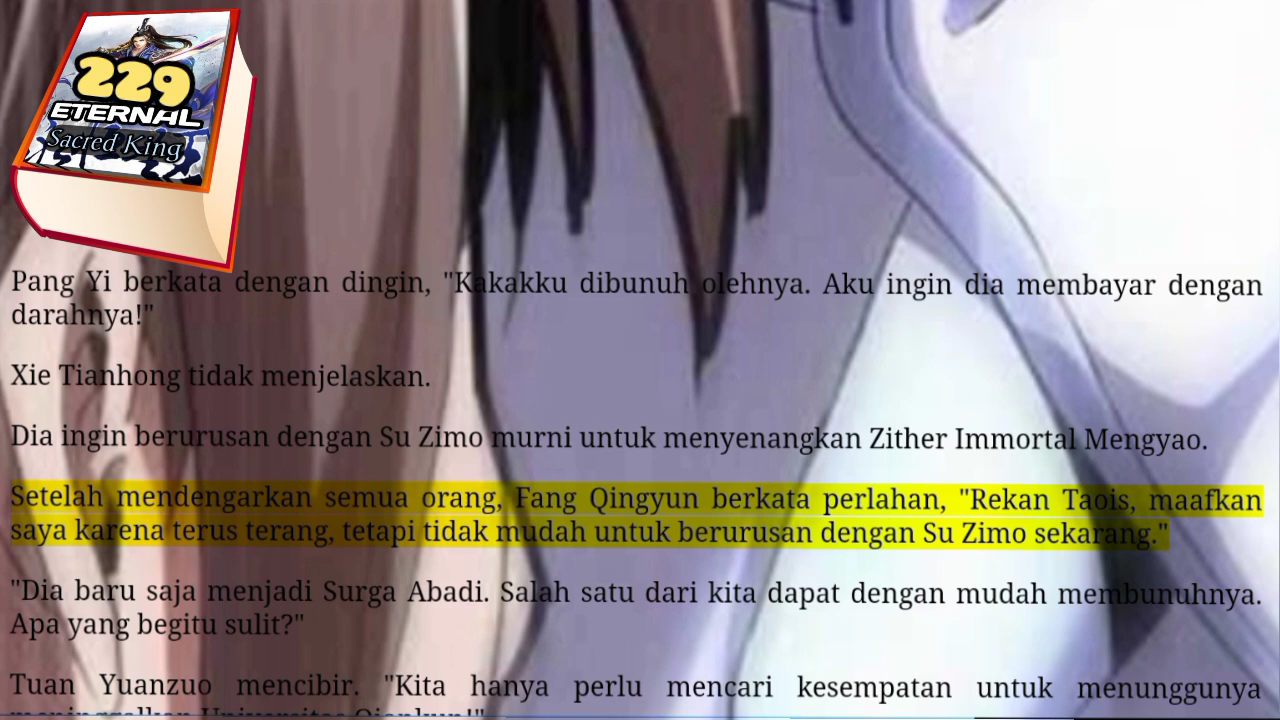 229
ETERNAL
Sacred King
Pang Yi berkata dengan dingin, "Kakakku dibunuh olehnya. Aku ingin dia membayar dengan
darahnya!"
Xie Tianhong tidak menjelaskan.
Dia ingin berurusan dengan Su Zimo murni untuk menyenangkan Zither Immortal Mengyao.
Setelah mendengarkan semua orang, Fang Qingyun berkata perlahan, "Rekan Taois, maafkan
saya karena terus terang, tetapi tidak mudah untuk berurusan dengan Su Zimo sekarang."
"Dia baru saja menjadi Surga Abadi. Salah satu dari kita dapat dengan mudah membunuhnya.
Apa yang begitu sulit?"
Tuan Yuanzuo mencibir. "Kita hanya perlu mencari kesempatan untuk menunggunya
meninggalkan Universitas Qiankun!"